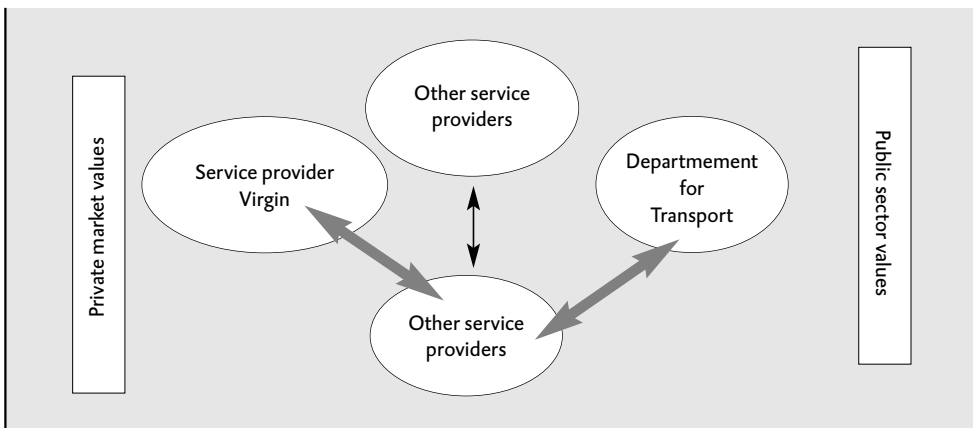 Private market values
Service provider
Virgin
Other service
providers
Departmement
for
Transport
Other service
providers
Public sector values